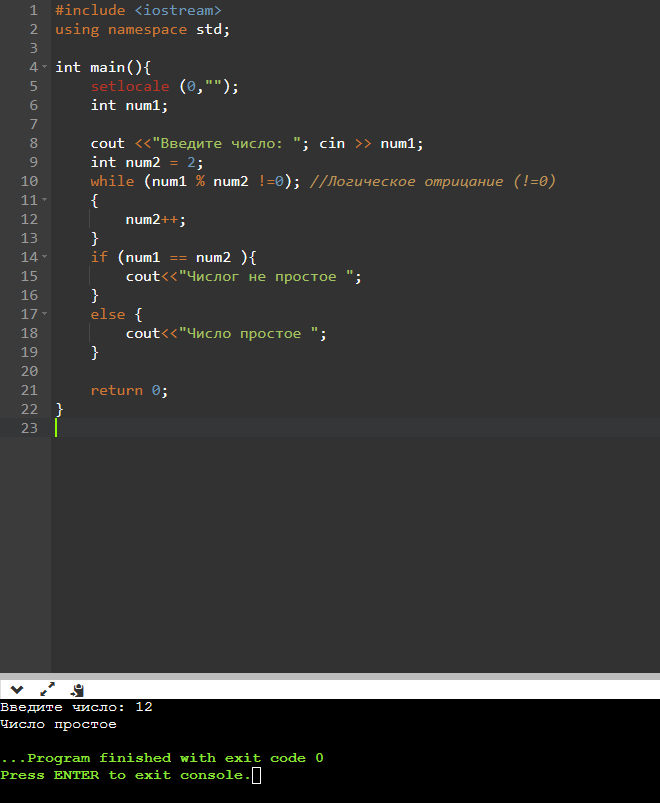 1 #include <iostream>
2 using namespace std;
3
4 int main(){
5 setlocale (0,"");
6 int num1;
7
8 cout <<"Введите число: "; cin >> num1;
9 int num2 = 2;
10 while (num1 % num2 !=0); //Логическое отрицание (!=0)
11 {
12 num2++;
13 }
14 if (num1 == num2 ){
15 cout<<"Числог не простое ";
16 }
17 else {
18 cout<<"Число простое ";
19 }
20
21 return 0;
22 }
23
Введите число: 12
Число простое
...Program finished with exit code 0
Press ENTER to exit console.